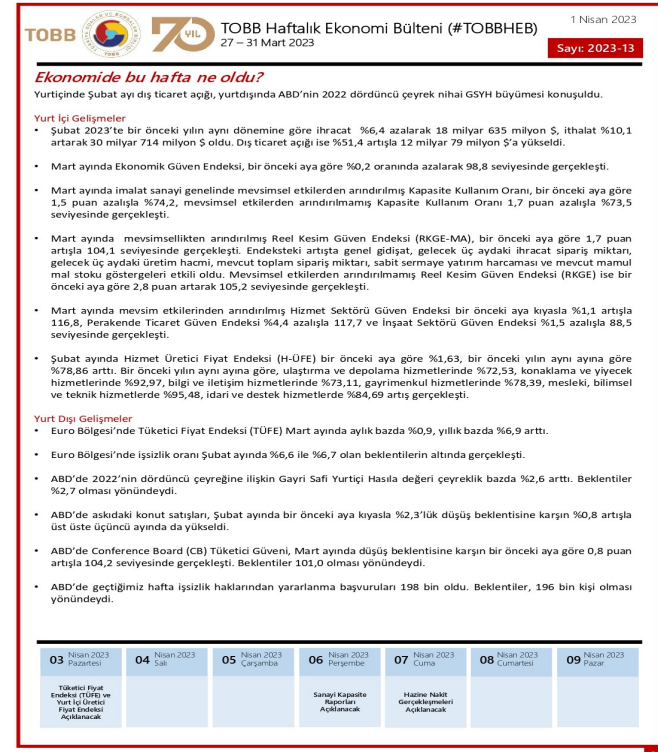 TOBB
TOBB
70 YIL
TOBB Haftalık Ekonomi Bülteni (#TOBBHEB)
27 – 31 Mart 2023
1 Nisan 2023
Sayı: 2023-13
Ekonomide bu hafta ne oldu?
Yurtiçinde Şubat ayı dış ticaret açığı, yurtdışında ABD'nin 2022 dördüncü çeyrek nihai GSYH büyümesi konuşuldu.
Yurt İçi Gelişmeler
• Şubat 2023'te bir önceki yılın aynı dönemine göre ihracat %6,4 azalarak 18 milyar 635 milyon $, ithalat %10,1
artarak 30 milyar 714 milyon $ oldu. Dış ticaret açığı ise %51,4 artışla 12 milyar 79 milyon $'a yükseldi.
• Mart ayında Ekonomik Güven Endeksi, bir önceki aya göre %0,2 oranında azalarak 98,8 seviyesinde gerçekleşti.
• Mart ayında imalat sanayi genelinde mevsimsel etkilerden arındırılmış Kapasite Kullanım Oranı, bir önceki aya göre
1,5 puan azalışla %74,2, mevsimsel etkilerden arındırılmamış Kapasite Kullanım Oranı 1,7 puan azalışla %73,5
seviyesinde gerçekleşti.
• Mart ayında mevsimsellikten arındırılmış Reel Kesim Güven Endeksi (RKGE-MA), bir önceki aya göre 1,7 puan
artışla 104,1 seviyesinde gerçekleşti. Endeksteki artışta genel gidişat, gelecek üç aydaki ihracat sipariş miktarı,
gelecek üç aydaki üretim hacmi, mevcut toplam sipariş miktarı, sabit sermaye yatırım harcaması ve mevcut mamul
mal stoku göstergeleri etkili oldu. Mevsimsel etkilerden arındırılmamış Reel Kesim Güven Endeksi (RKGE) ise bir
önceki aya göre 2,8 puan artarak 105,2 seviyesinde gerçekleşti.
• Mart ayında mevsim etkilerinden arındırılmış Hizmet Sektörü Güven Endeksi bir önceki aya kıyasla %1,1 artışla
116,8, Perakende Ticaret Güven Endeksi %4,4 azalışla 117,7 ve İnşaat Sektörü Güven Endeksi %1,5 azalışla 88,5
seviyesinde gerçekleşti.
• Şubat ayında Hizmet Üretici Fiyat Endeksi (H-ÜFE) bir önceki aya göre %1,63, bir önceki yılın aynı ayına göre
%78,86 arttı. Bir önceki yılın aynı ayına göre, ulaştırma ve depolama hizmetlerinde %72,53, konaklama ve yiyecek
hizmetlerinde %92,97, bilgi ve iletişim hizmetlerinde %73,11, gayrimenkul hizmetlerinde %78,39, mesleki, bilimsel
ve teknik hizmetlerde %95,48, idari ve destek hizmetlerde %84,69 artış gerçekleşti.
Yurt Dışı Gelişmeler
• Euro Bölgesi'nde Tüketici Fiyat Endeksi (TÜFE) Mart ayında aylık bazda %0,9, yıllık bazda %6,9 arttı.
• Euro Bölgesi'nde işsizlik oranı Şubat ayında %6,6 ile %6,7 olan beklentilerin altında gerçekleşti.
• ABD'de 2022'nin dördüncü çeyreğine ilişkin Gayri Safi Yurtiçi Hasıla değeri çeyreklik bazda %2,6 arttı. Beklentiler
%2,7 olması yönündeydi.
• ABD'de askıdaki konut satışları, Şubat ayında bir önceki aya kıyasla %2,3'lük düşüş beklentisine karşın %0,8 artışla
üst üste üçüncü ayında da yükseldi.
• ABD'de Conference Board (CB) Tüketici Güveni, Mart ayında düşüş beklentisine karşın bir önceki aya göre 0,8 puan
artışla 104,2 seviyesinde gerçekleşti. Beklentiler 101,0 olması yönündeydi.
• ABD'de geçtiğimiz hafta işsizlik haklarından yararlanma başvuruları 198 bin oldu. Beklentiler, 196 bin kişi olması
yönündeydi.
03 Nisan 2023 Pazartesi
04 Nisan 2023 Salı
05 Nisan 2023 Çarşamba
06 Nisan 2023 Perşembe
07 Nisan 2023 Cuma
08 Nisan 2023 Cumartesi
09 Nisan 2023 Pazar
Tüketici Fiyat
Endeksi (TÜFE) ve
Yurt İçi Üretici
Fiyat Endeksi
Açıklanacak
Sanayi Kapasite
Raporları
Açıklanacak
Hazine Nakit
Gerçekleşmeleri
Açıklanacak